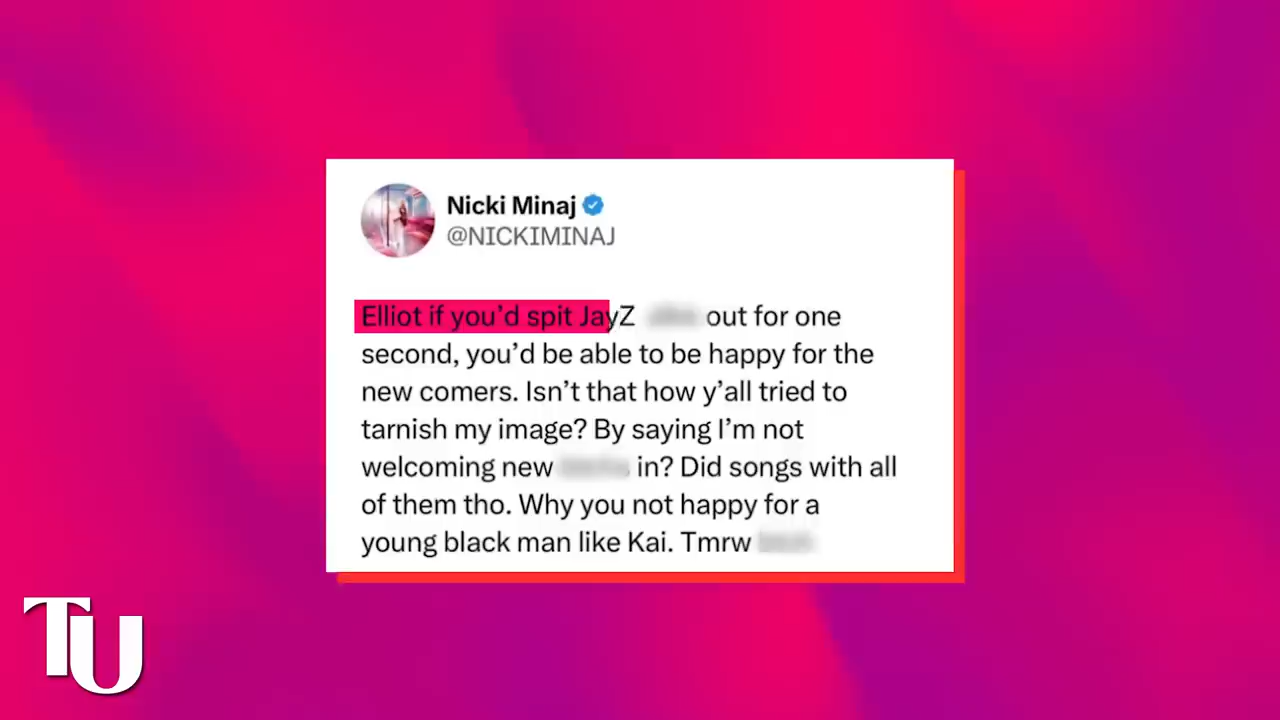 Nicki Minaj
@NICKIMINAJ
Elliot if you’d spit JayZ out for one
second, you’d be able to be happy for the
new comers. Isn’t that how y’all tried to
tarnish my image? By saying I’m not
welcoming new in? Did songs with all
of them tho. Why you not happy for a
young black man like Kai. Tmrw
TU